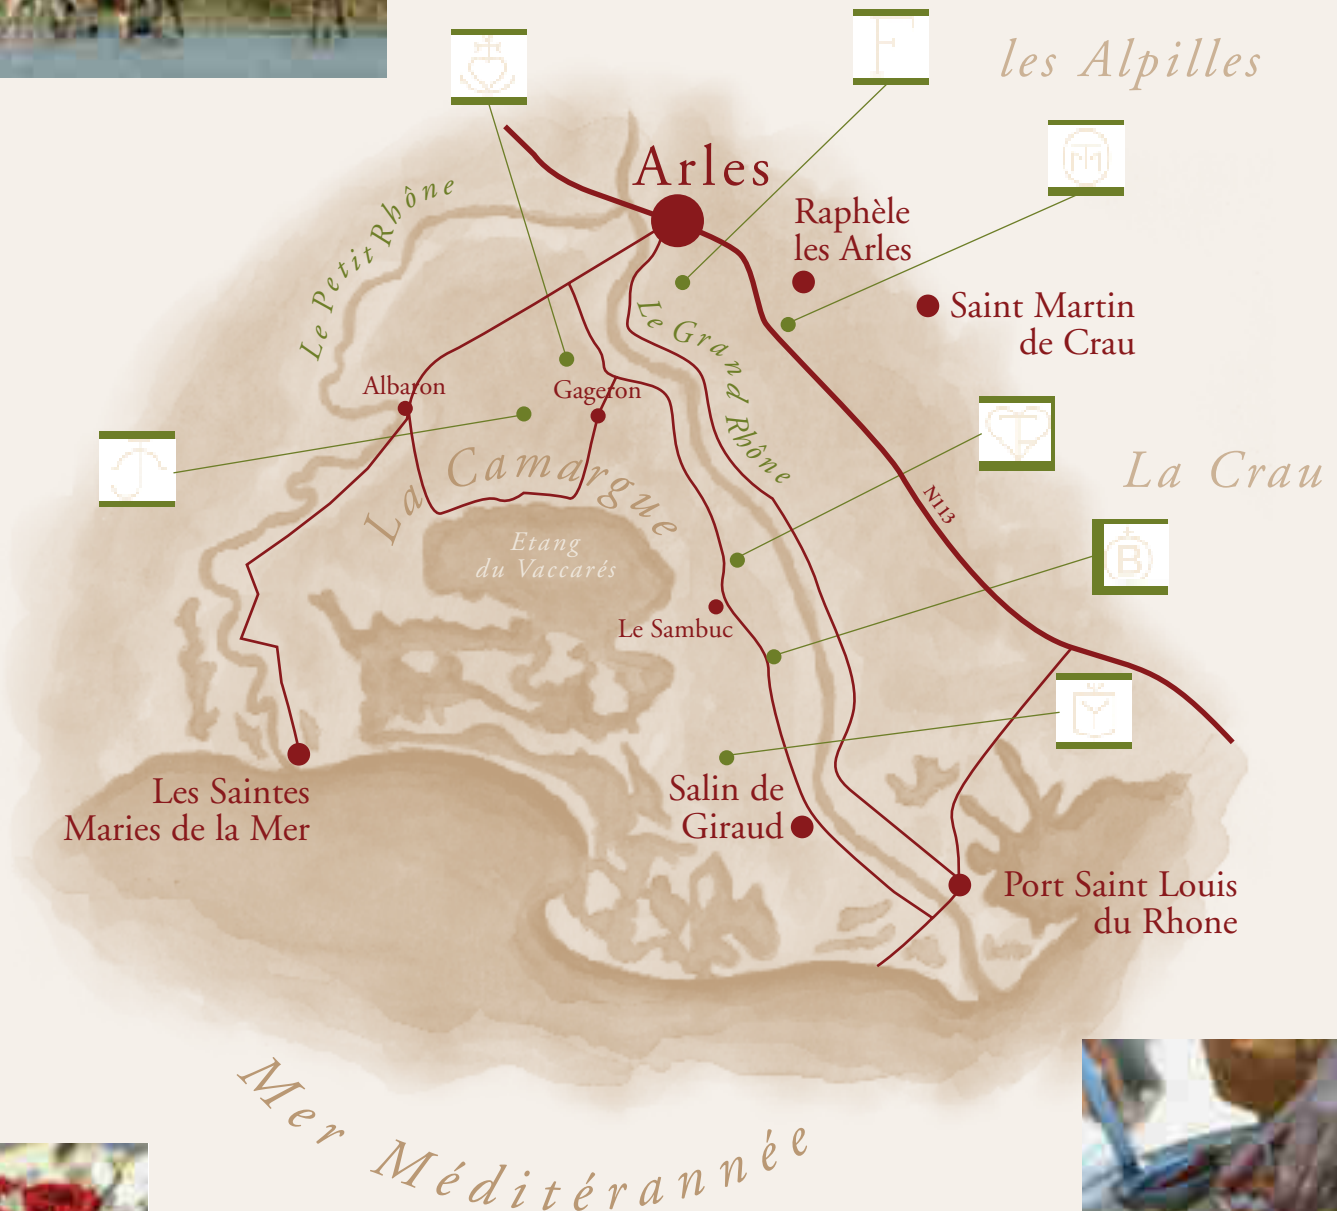 les Alpilles
F
TM
Arles
Le Petit Rhône
Raphèle
les Arles
Saint Martin
de Crau
Le Grand Rhône
Albaron
Gageron
La Camargue
La Crau
N113
Etang
du Vaccarés
B
Le Sambuc
Les Saintes
Maries de la Mer
Salin de
Giraud
Port Saint Louis
du Rhone
Mer Méditérannée